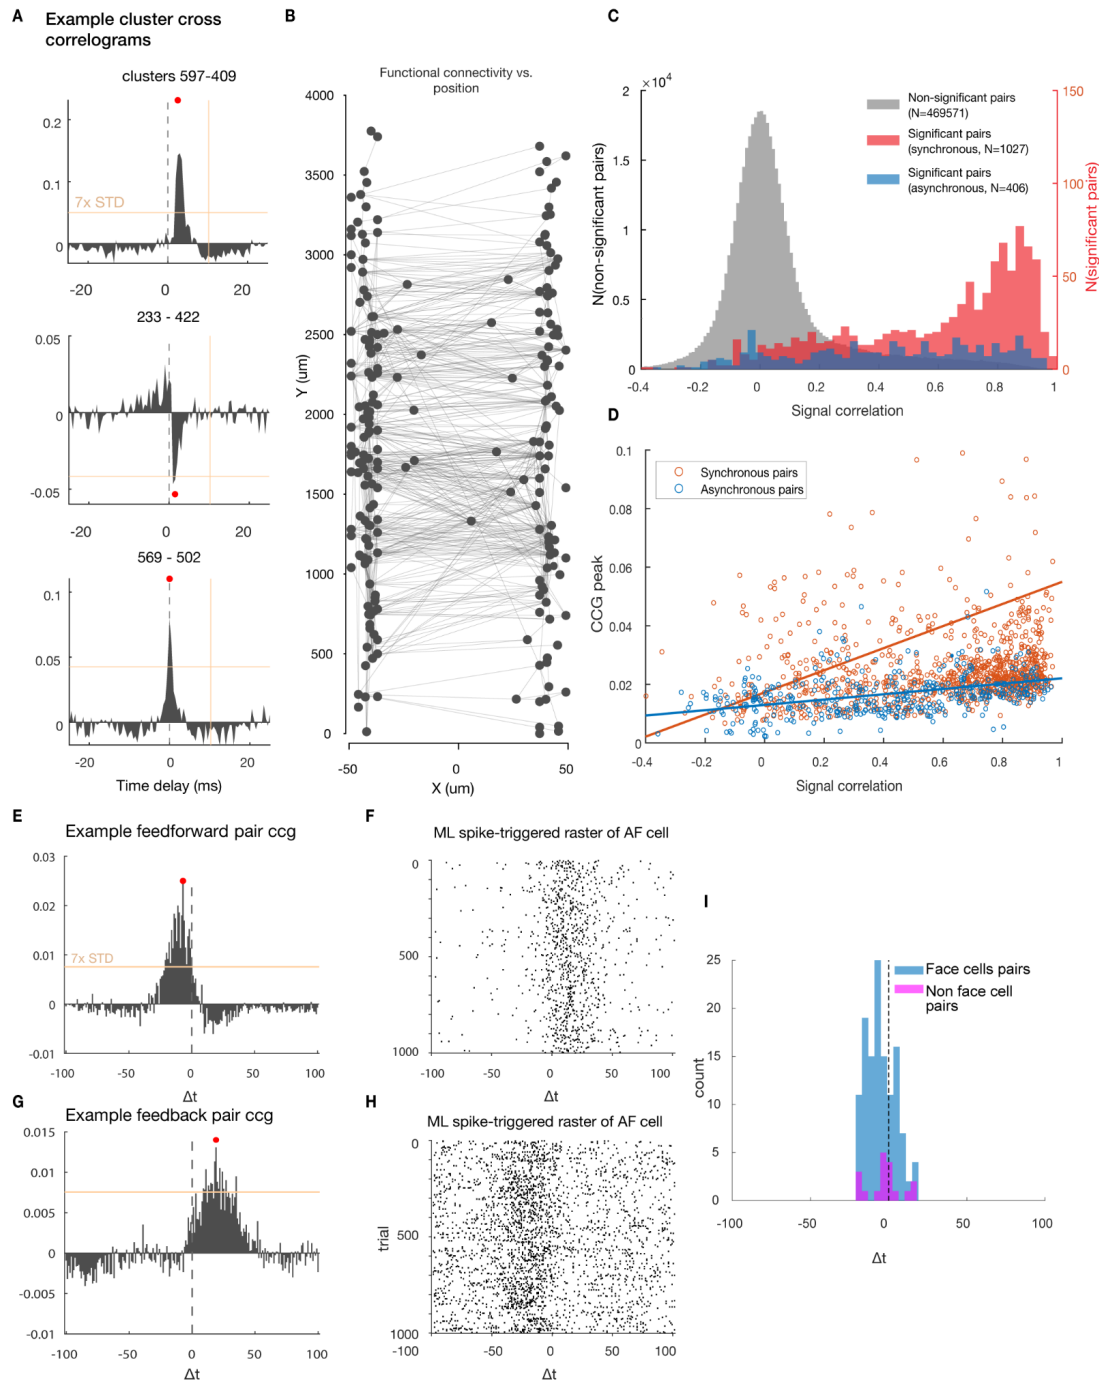 A
Example cluster cross
correlograms
clusters 597-409
0.2
0.1
7x STD
0
-20
0
20
233 - 422
0.05
0
-0.05
-20
0
20
569 - 502
0.1
0.05
0
-20
0
20
Time delay (ms)
B
Functional connectivity vs.
position
4000
3500
3000
2500
2000
1500
1000
500
0
Y (um)
-50
0
50
X (um)
C
×10⁴
2
1.5
1
0.5
0
N(non-significant pairs)
150
100
50
0
N(significant pairs)
Non-significant pairs
(N=469571)
Significant pairs
(synchronous, N=1027)
Significant pairs
(asynchronous, N=406)
-0.4
-0.2
0
0.2
0.4
0.6
0.8
1
Signal correlation
D
0.1
0.08
0.06
0.04
0.02
0
CCG peak
Synchronous pairs
Asynchronous pairs
-0.4
-0.2
0
0.2
0.4
0.6
0.8
1
Signal correlation
E
Example feedforward pair ccg
0.03
0.02
0.01
0
-0.01
7x STD
-100
-50
0
50
100
Δt
F
ML spike-triggered raster of AF cell
0
500
1000
-100
-50
0
50
100
Δt
G
Example feedback pair ccg
0.015
0.01
0.005
0
-0.005
-0.01
-100
-50
0
50
100
Δt
H
ML spike-triggered raster of AF cell
0
500
1000
trial
-100
-50
0
50
100
Δt
I
25
20
15
10
5
0
count
Face cells pairs
Non face cell
pairs
-100
-50
0
50
100
Δt